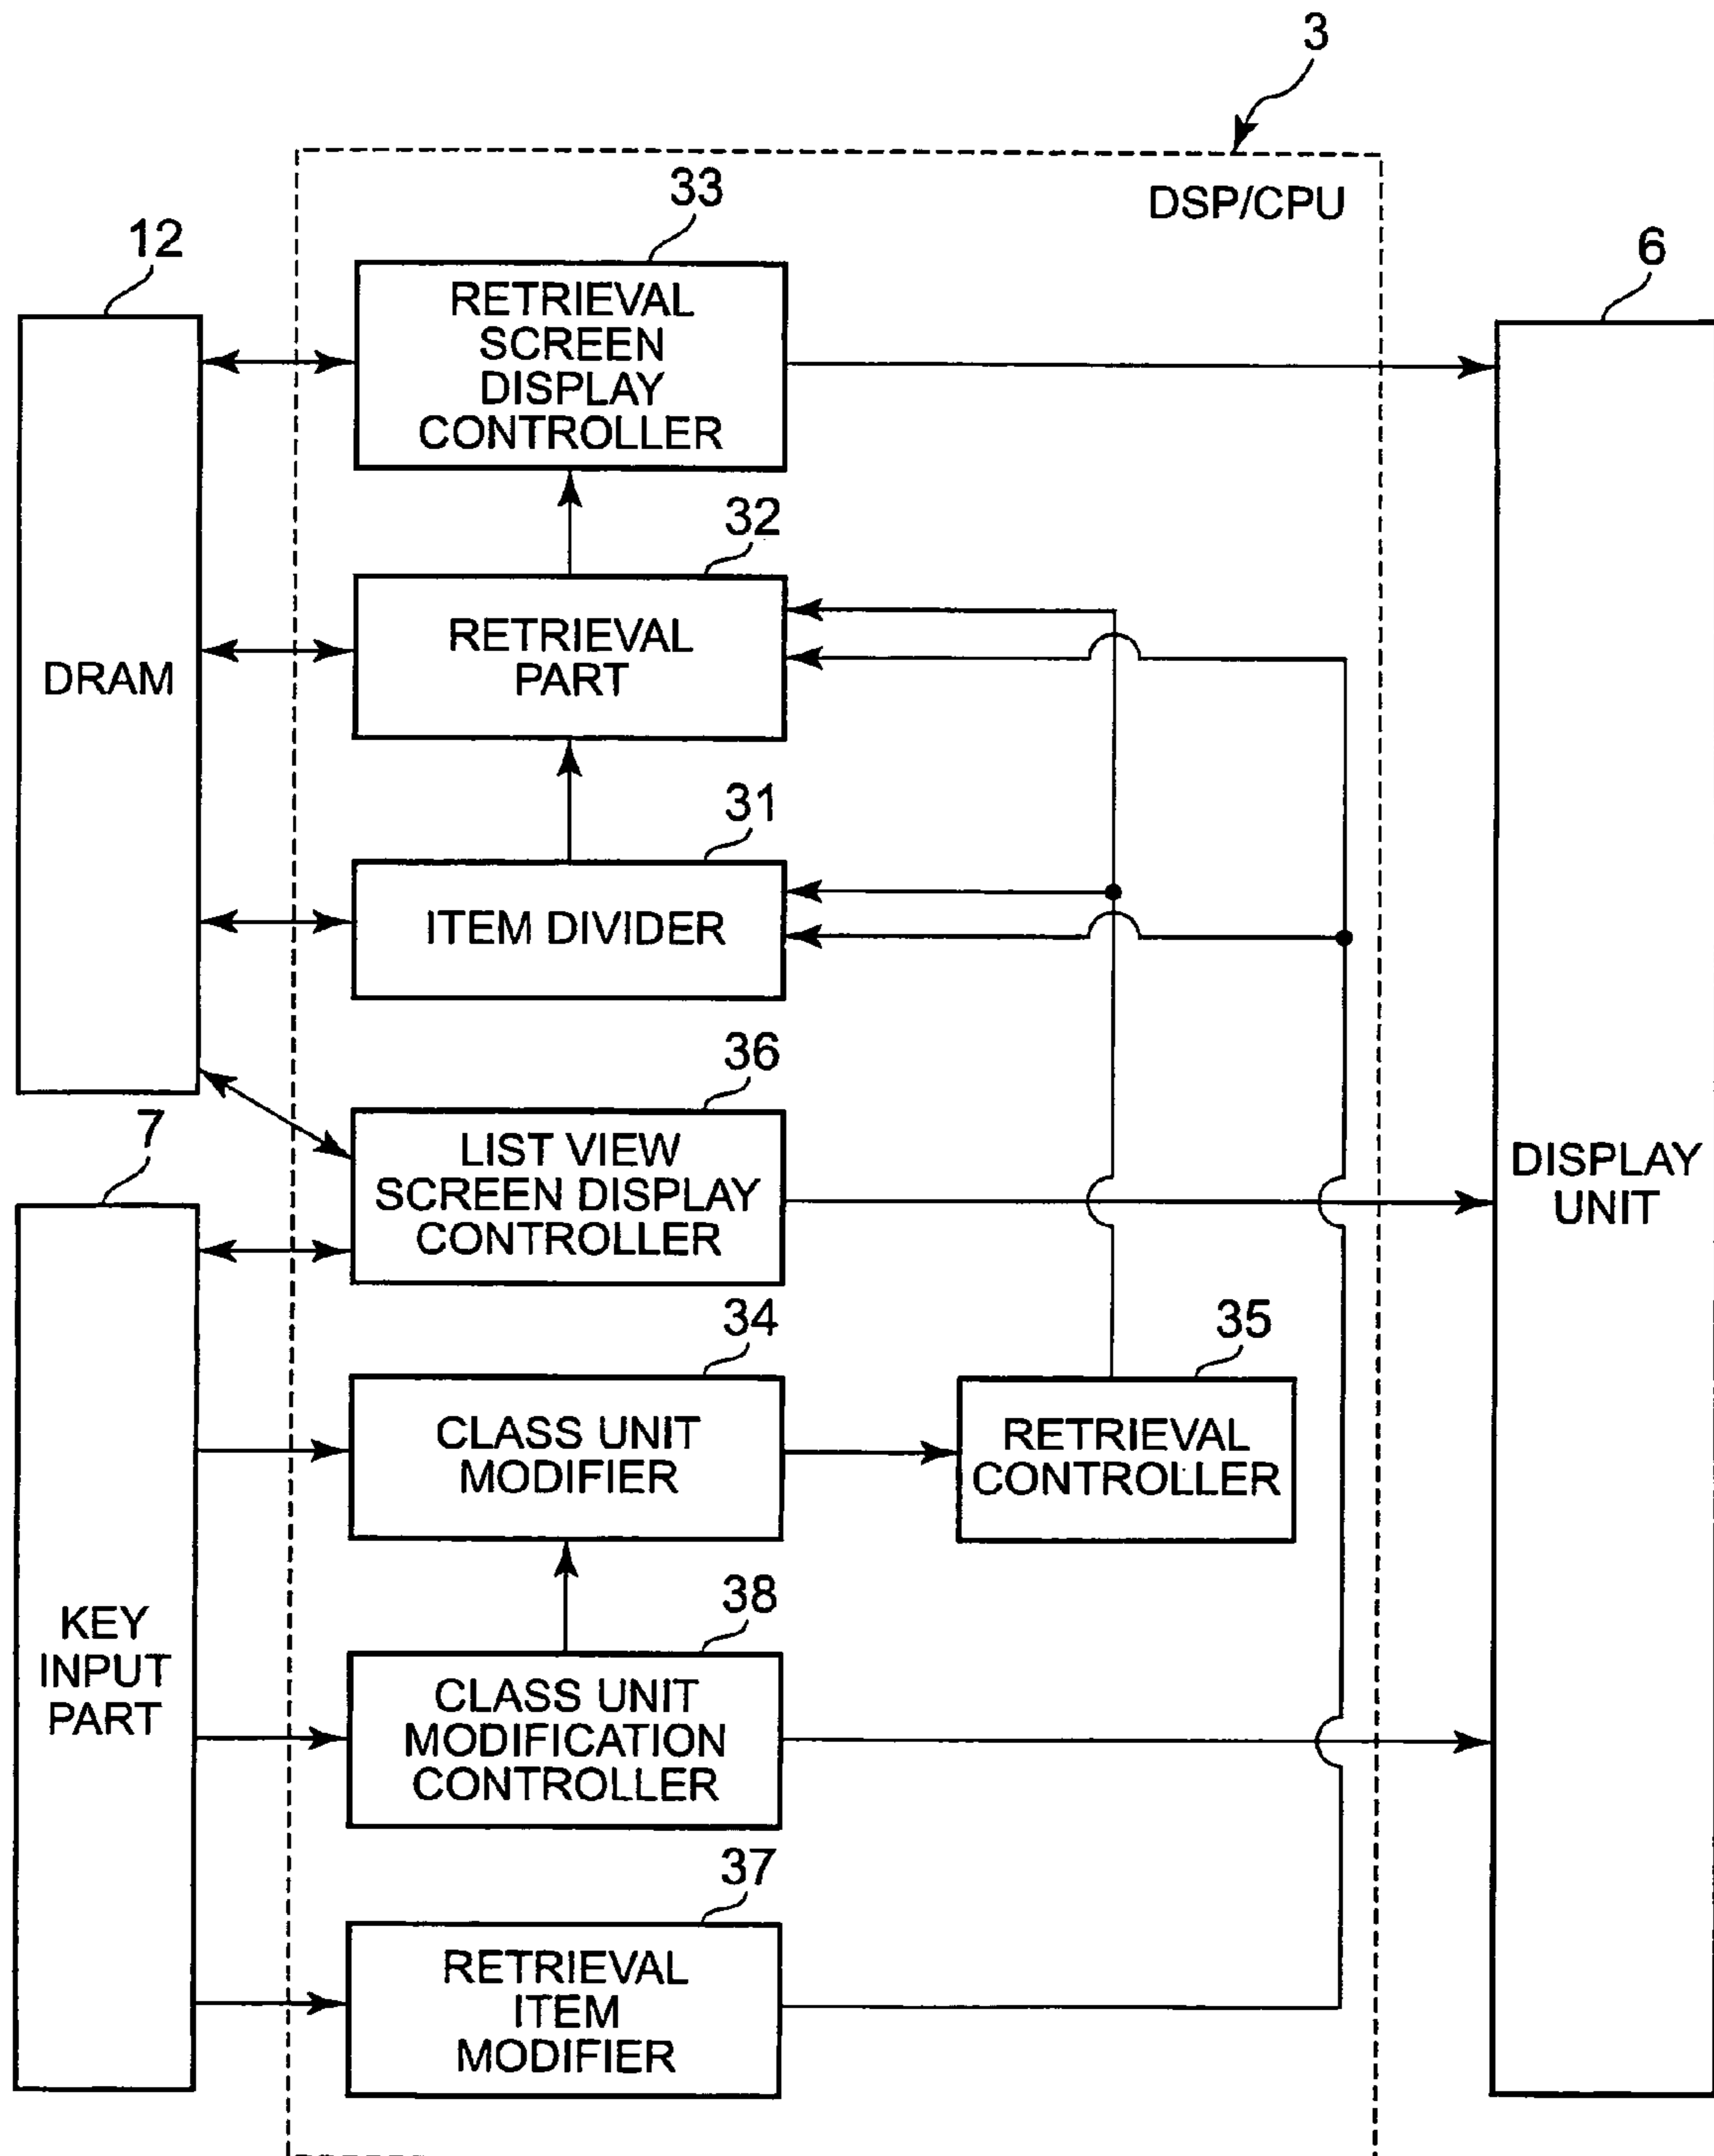 3
DSP/CPU
33
12
6
RETRIEVAL
SCREEN
DISPLAY
CONTROLLER
32
RETRIEVAL
PART
DRAM
31
ITEM DIVIDER
36
7
LIST VIEW
SCREEN DISPLAY
CONTROLLER
DISPLAY
UNIT
34
35
CLASS UNIT
MODIFIER
RETRIEVAL
CONTROLLER
38
KEY
INPUT
PART
CLASS UNIT
MODIFICATION
CONTROLLER
37
RETRIEVAL
ITEM
MODIFIER